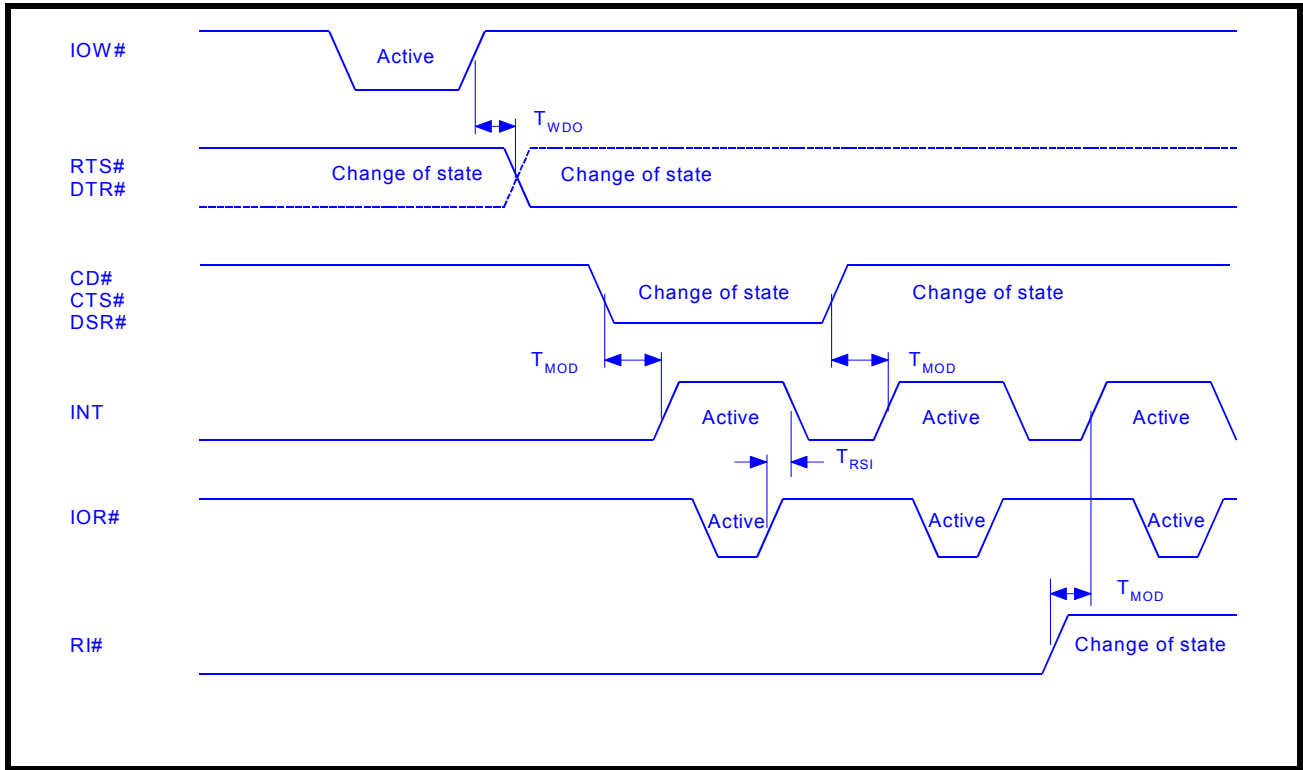 IOW#
Active
TWDO
RTS#
DTR#
Change of state
Change of state
CD#
CTS#
DSR#
Change of state
Change of state
TMOD
TMOD
INT
Active
Active
Active
TRSI
IOR#
Active
Active
Active
TMOD
RI#
Change of state